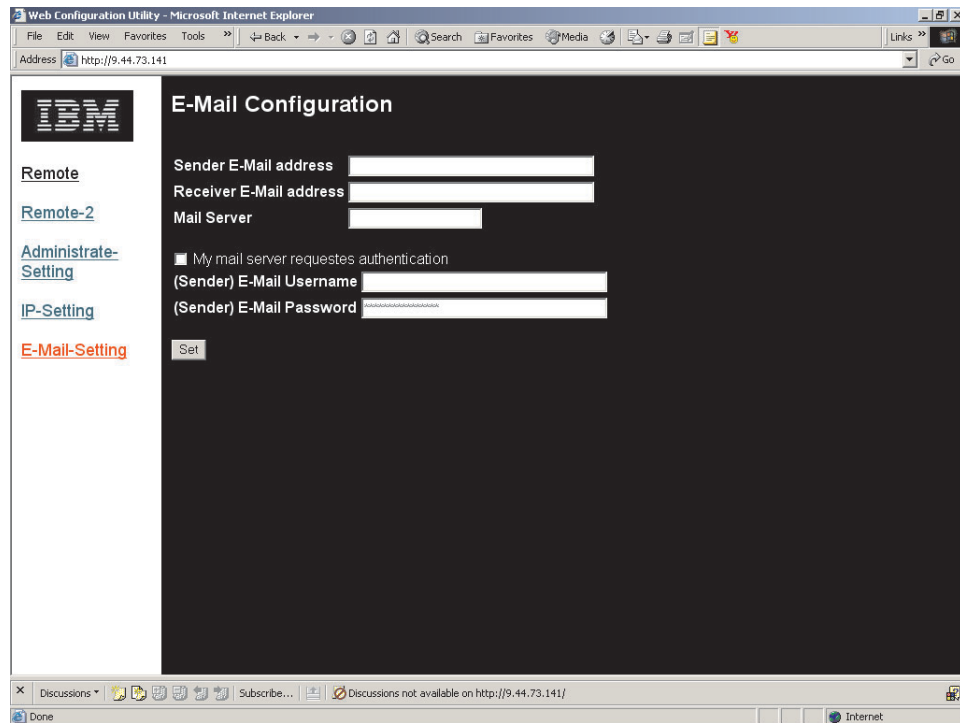 Web Configuration Utility - Microsoft Internet Explorer
File Edit View Favorites Tools » Back Search Favorites Media Links »
Address http://9.44.73.141 Go
IBM
E-Mail Configuration
Remote
Remote-2
Administrate-
Setting
IP-Setting
E-Mail-Setting
Sender E-Mail address
Receiver E-Mail address
Mail Server
My mail server requestes authentication
(Sender) E-Mail Username
(Sender) E-Mail Password ****************
Set
Discussions Subscribe... Discussions not available on http://9.44.73.141/
Done Internet